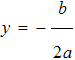 y = - b/2a